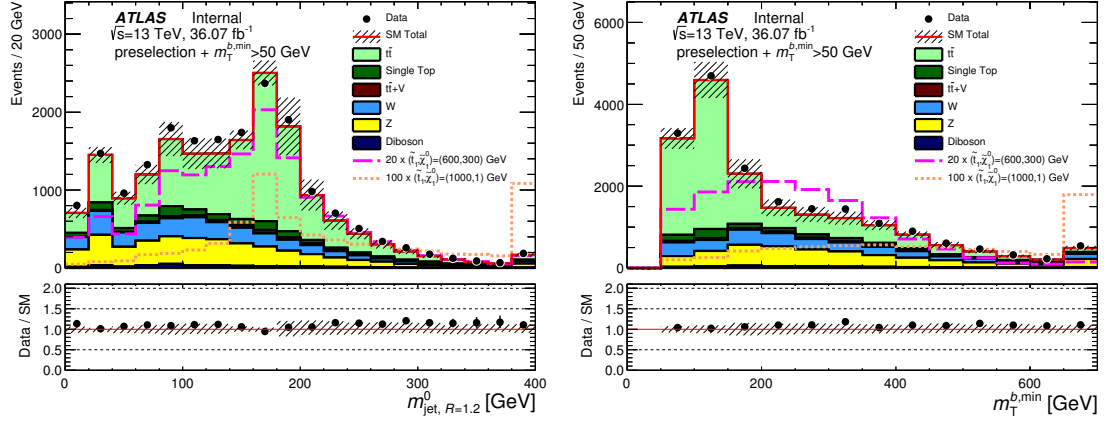 ATLAS Internal
√s=13 TeV, 36.07 fb⁻¹
preselection + m_T^{b,min}>50 GeV
Data
SM Total
tt̄
Single Top
tt̄+V
W
Z
Diboson
20 x (t̃₁,χ̃₁⁰)=(600,300) GeV
100 x (t̃₁,χ̃₁⁰)=(1000,1) GeV
Events / 20 GeV
3000
2000
1000
0
Data / SM
2.0
1.5
1.0
0.5
0.0
0 100 200 300 400
m⁰_{jet, R=1.2} [GeV]
ATLAS Internal
√s=13 TeV, 36.07 fb⁻¹
preselection + m_T^{b,min}>50 GeV
Data
SM Total
tt̄
Single Top
tt̄+V
W
Z
Diboson
20 x (t̃₁,χ̃₁⁰)=(600,300) GeV
100 x (t̃₁,χ̃₁⁰)=(1000,1) GeV
Events / 50 GeV
6000
4000
2000
0
Data / SM
2.0
1.5
1.0
0.5
0.0
0 200 400 600
m_T^{b,min} [GeV]